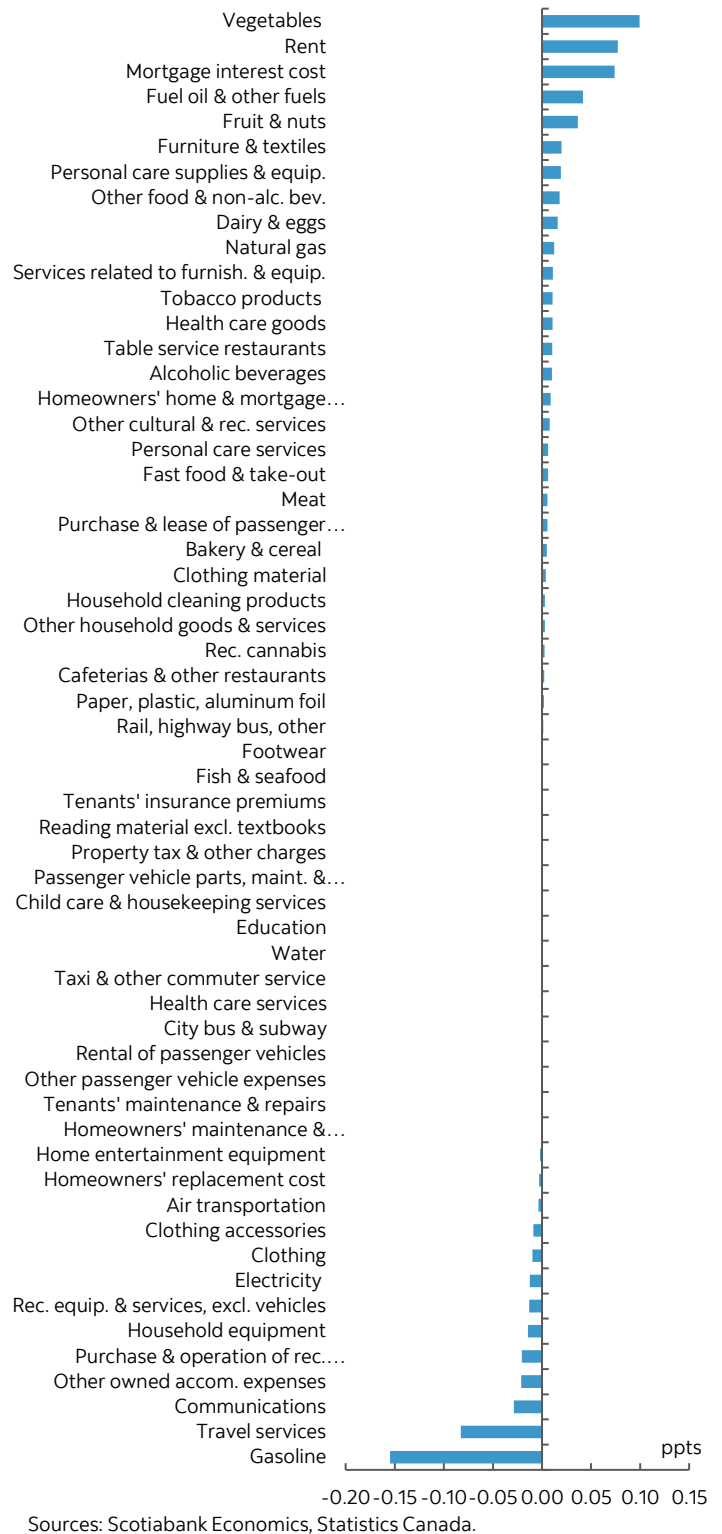 Vegetables
Rent
Mortgage interest cost
Fuel oil & other fuels
Fruit & nuts
Furniture & textiles
Personal care supplies & equip.
Other food & non-alc. bev.
Dairy & eggs
Natural gas
Services related to furnish. & equip.
Tobacco products
Health care goods
Table service restaurants
Alcoholic beverages
Homeowners' home & mortgage…
Other cultural & rec. services
Personal care services
Fast food & take-out
Meat
Purchase & lease of passenger…
Bakery & cereal
Clothing material
Household cleaning products
Other household goods & services
Rec. cannabis
Cafeterias & other restaurants
Paper, plastic, aluminum foil
Rail, highway bus, other
Footwear
Fish & seafood
Tenants' insurance premiums
Reading material excl. textbooks
Property tax & other charges
Passenger vehicle parts, maint. &…
Child care & housekeeping services
Education
Water
Taxi & other commuter service
Health care services
City bus & subway
Rental of passenger vehicles
Other passenger vehicle expenses
Tenants' maintenance & repairs
Homeowners' maintenance &…
Home entertainment equipment
Homeowners' replacement cost
Air transportation
Clothing accessories
Clothing
Electricity
Rec. equip. & services, excl. vehicles
Household equipment
Purchase & operation of rec.…
Other owned accom. expenses
Communications
Travel services
Gasoline
ppts
-0.20 -0.15 -0.10 -0.05 0.00 0.05 0.10 0.15
Sources: Scotiabank Economics, Statistics Canada.